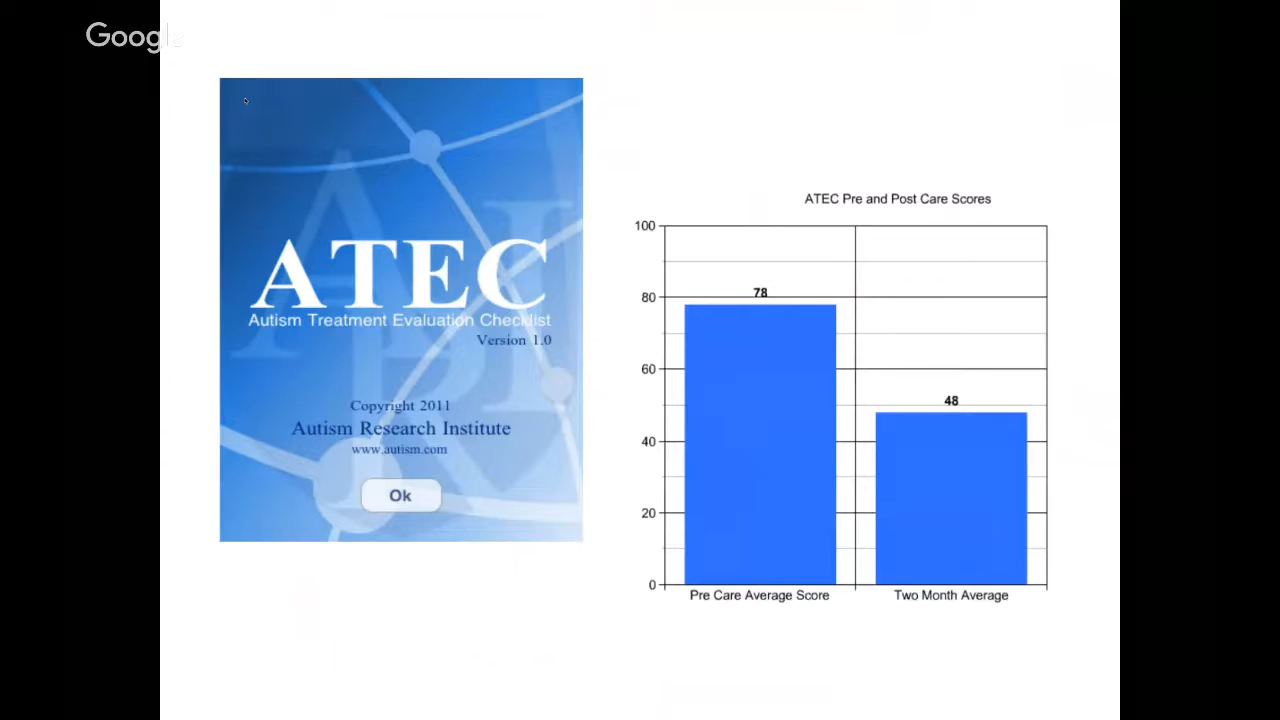 Google
ATEC
Autism Treatment Evaluation Checklist
Version 1.0
Copyright 2011
Autism Research Institute
www.autism.com
Ok
ATEC Pre and Post Care Scores
100
80
60
40
20
0
78
48
Pre Care Average Score
Two Month Average